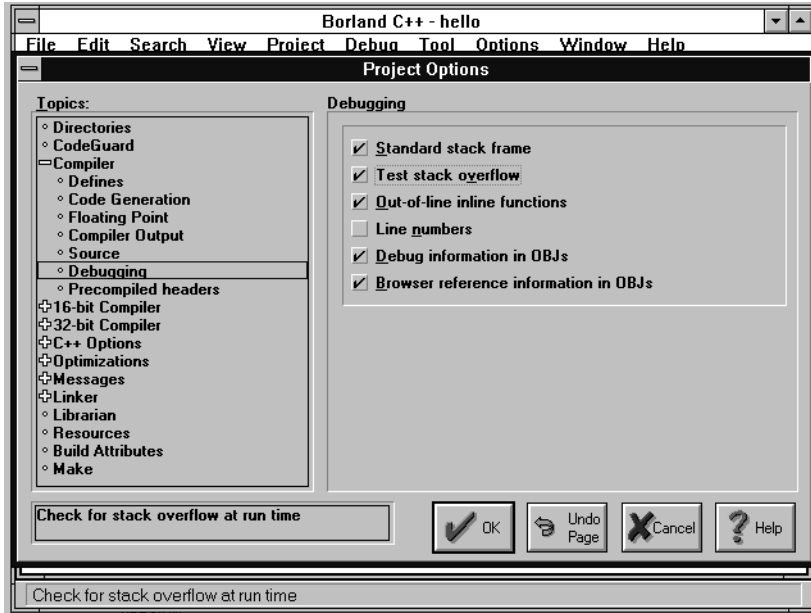 Borland C++ - hello
File Edit Search View Project Debug Tool Options Window Help
Project Options
Topics:
Directories
CodeGuard
Compiler
Defines
Code Generation
Floating Point
Compiler Output
Source
Debugging
Precompiled headers
16-bit Compiler
32-bit Compiler
C++ Options
Optimizations
Messages
Linker
Librarian
Resources
Build Attributes
Make
Debugging
Standard stack frame
Test stack overflow
Out-of-line inline functions
Line numbers
Debug information in OBJs
Browser reference information in OBJs
Check for stack overflow at run time
OK
Undo
Page
Cancel
Help
Check for stack overflow at run time